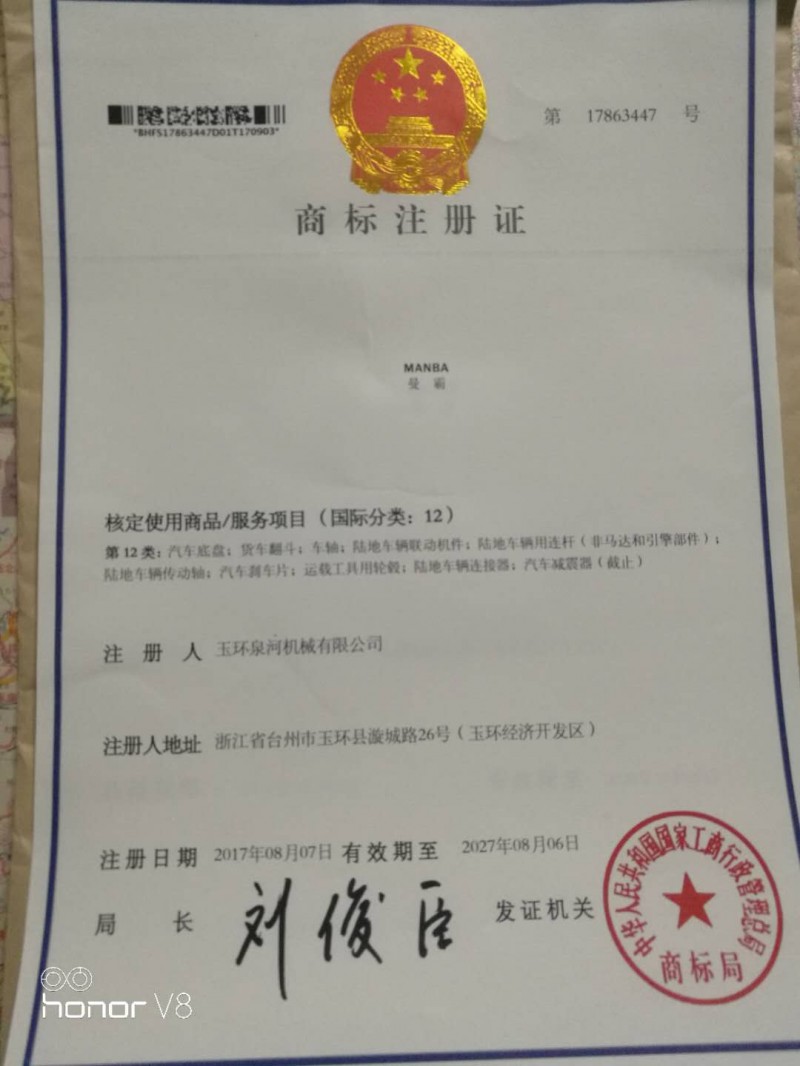 *BHFS17863447D01T170903*
第 17863447 号
商标注册证
MANBA
曼 霸
核定使用商品/服务项目（国际分类：12）
第 12 类：汽车底盘；货车翻斗；车轴；陆地车辆联动机件；陆地车辆用连杆（非马达和引擎部件）；
陆地车辆传动轴；汽车刹车片；运载工具用轮毂；陆地车辆连接器；汽车减震器（截止）
注 册 人 玉环泉河机械有限公司
注册人地址 浙江省台州市玉环县漩城路26号（玉环经济开发区）
注册日期 2017年08月07日 有效期至 2027年08月06日
局 长 刘俊臣 发证机关
中华人民共和国国家工商行政管理总局
商标局
honor V8